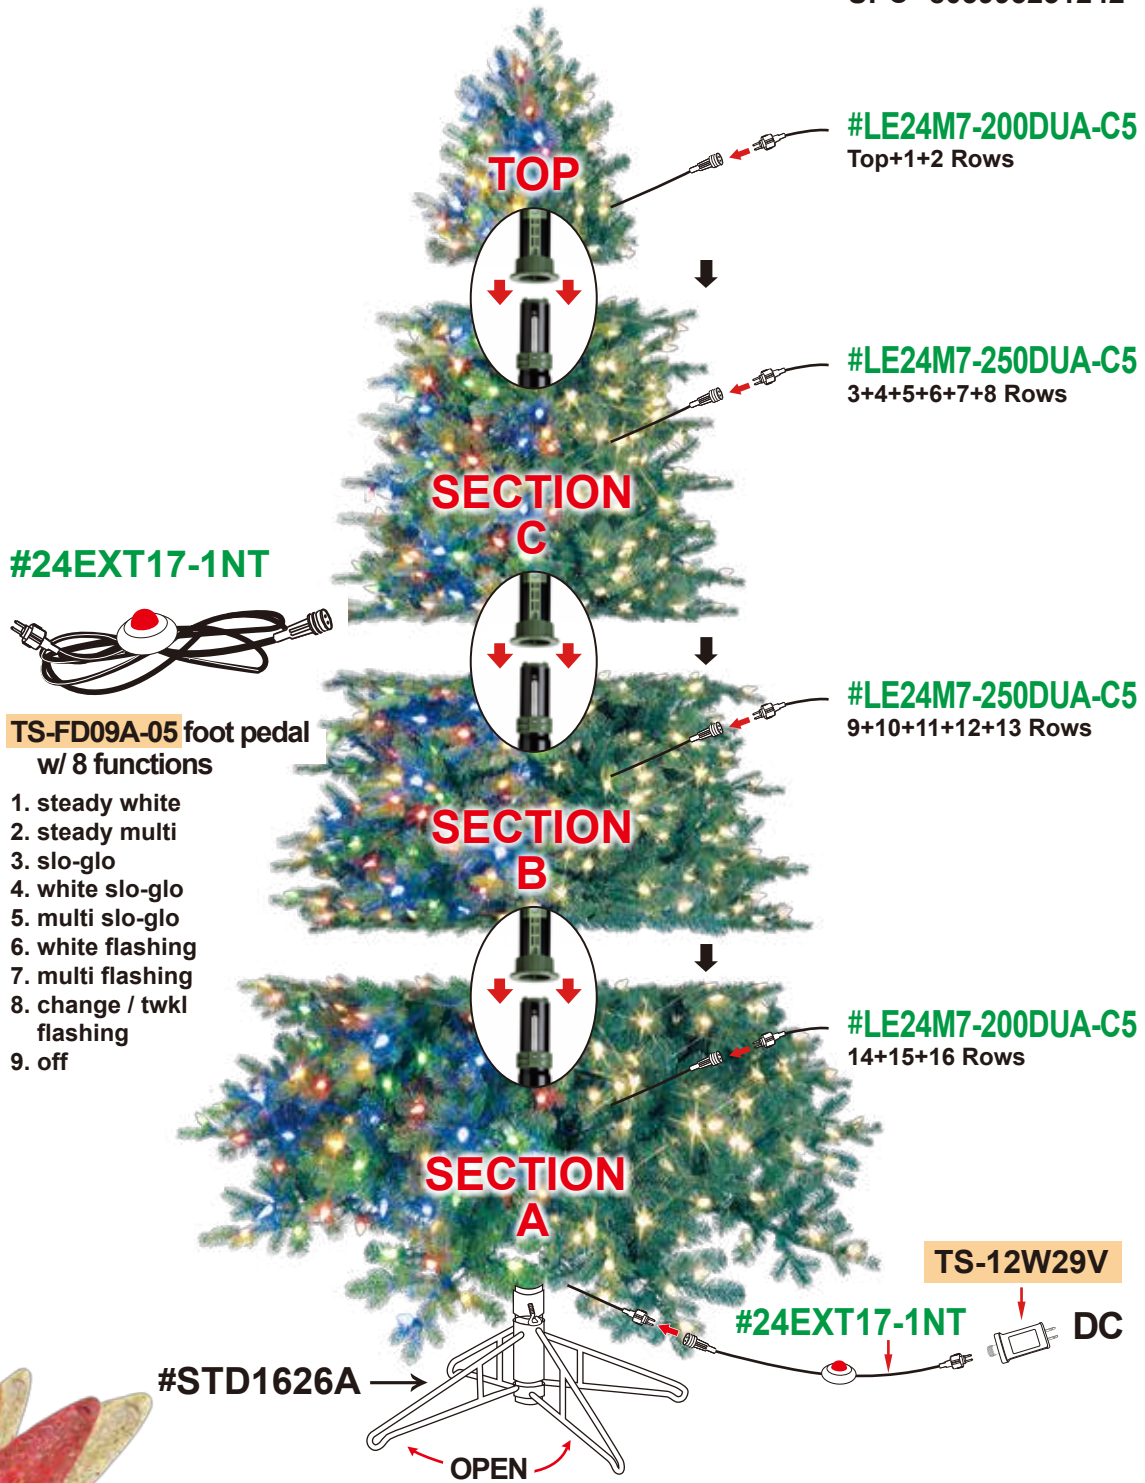 #LE24M7-200DUA-C5
Top+1+2 Rows
TOP
#LE24M7-250DUA-C5
3+4+5+6+7+8 Rows
SECTION
C
#24EXT17-1NT
TS-FD09A-05 foot pedal
w/ 8 functions
1. steady white
2. steady multi
3. slo-glo
4. white slo-glo
5. multi slo-glo
6. white flashing
7. multi flashing
8. change / twkl
flashing
9. off
#LE24M7-250DUA-C5
9+10+11+12+13 Rows
SECTION
B
#LE24M7-200DUA-C5
14+15+16 Rows
SECTION
A
TS-12W29V
#24EXT17-1NT
DC
#STD1626A
OPEN